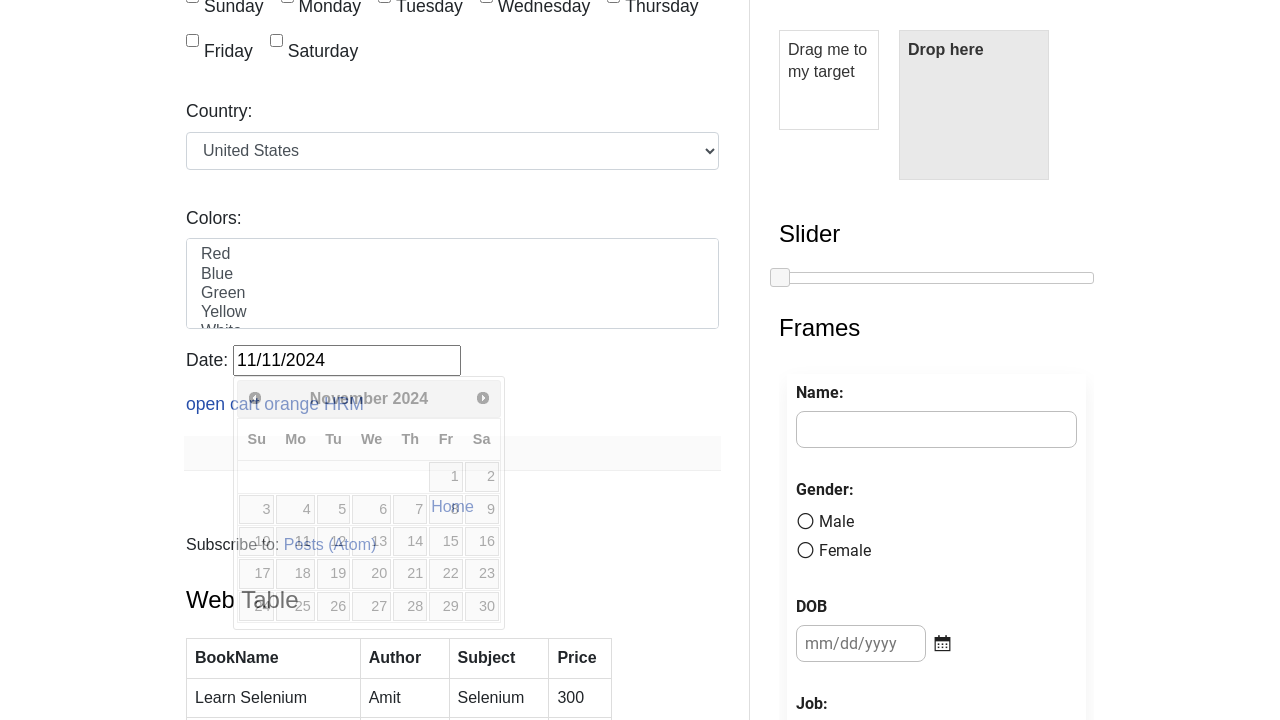 Sunday Monday Tuesday Wednesday Thursday
Friday Saturday
Country:
United States
Colors:
Red
Blue
Green
Yellow
White
Date: 11/11/2024
open cart orange HRM
November 2024
Su Mo Tu We Th Fr Sa
1 2
3 4 5 6 7 8 9
Home
10 11 12 13 14 15 16
Subscribe to: Posts (Atom)
17 18 19 20 21 22 23
24 25 26 27 28 29 30
Web Table
BookName Author Subject Price
Learn Selenium Amit Selenium 300
Drag me to
my target
Drop here
Slider
Frames
Name:
Gender:
Male
Female
DOB
mm/dd/yyyy
Job: